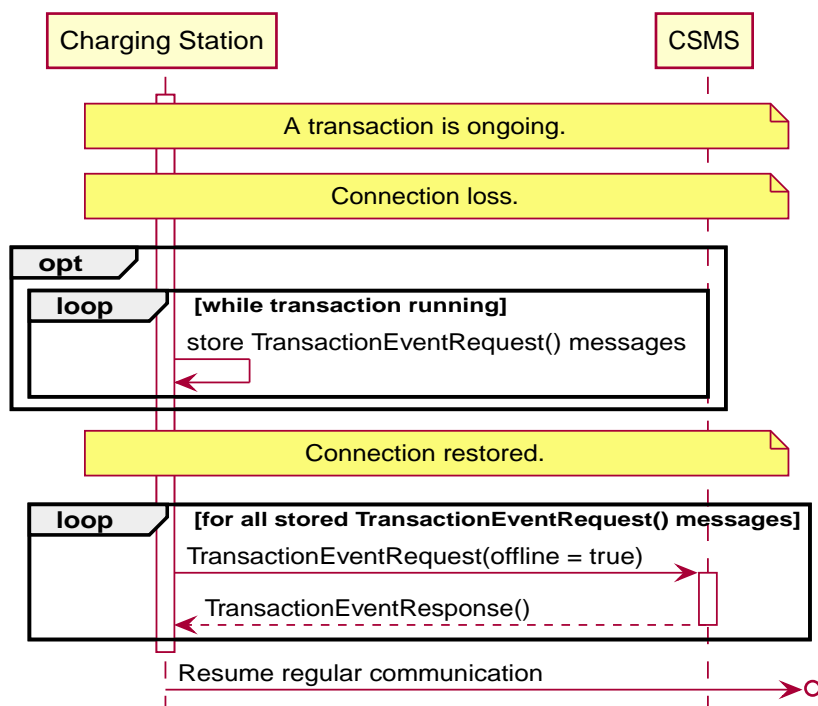 Charging Station
CSMS
A transaction is ongoing.
Connection loss.
opt
loop [while transaction running]
store TransactionEventRequest() messages
Connection restored.
loop [for all stored TransactionEventRequest() messages]
TransactionEventRequest(offline = true)
TransactionEventResponse()
Resume regular communication